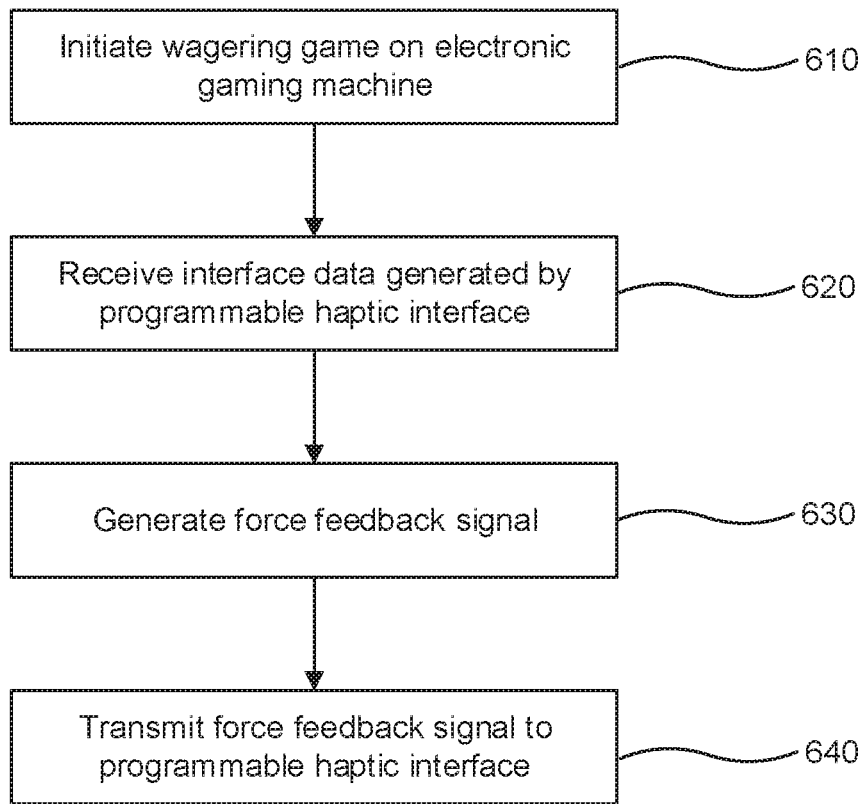 Initiate wagering game on electronic
gaming machine
610
Receive interface data generated by
programmable haptic interface
620
Generate force feedback signal
630
Transmit force feedback signal to
programmable haptic interface
640